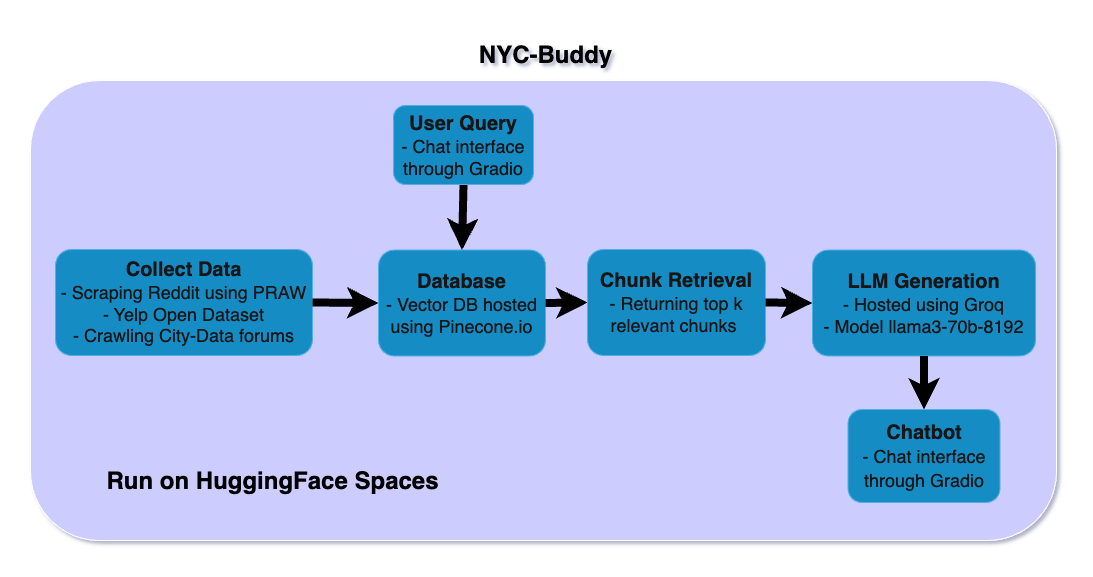 NYC-Buddy
User Query
- Chat interface
through Gradio
Collect Data
- Scraping Reddit using PRAW
- Yelp Open Dataset
- Crawling City-Data forums
Database
- Vector DB hosted
using Pinecone.io
Chunk Retrieval
- Returning top k
relevant chunks
LLM Generation
- Hosted using Groq
- Model llama3-70b-8192
Chatbot
- Chat interface
through Gradio
Run on HuggingFace Spaces